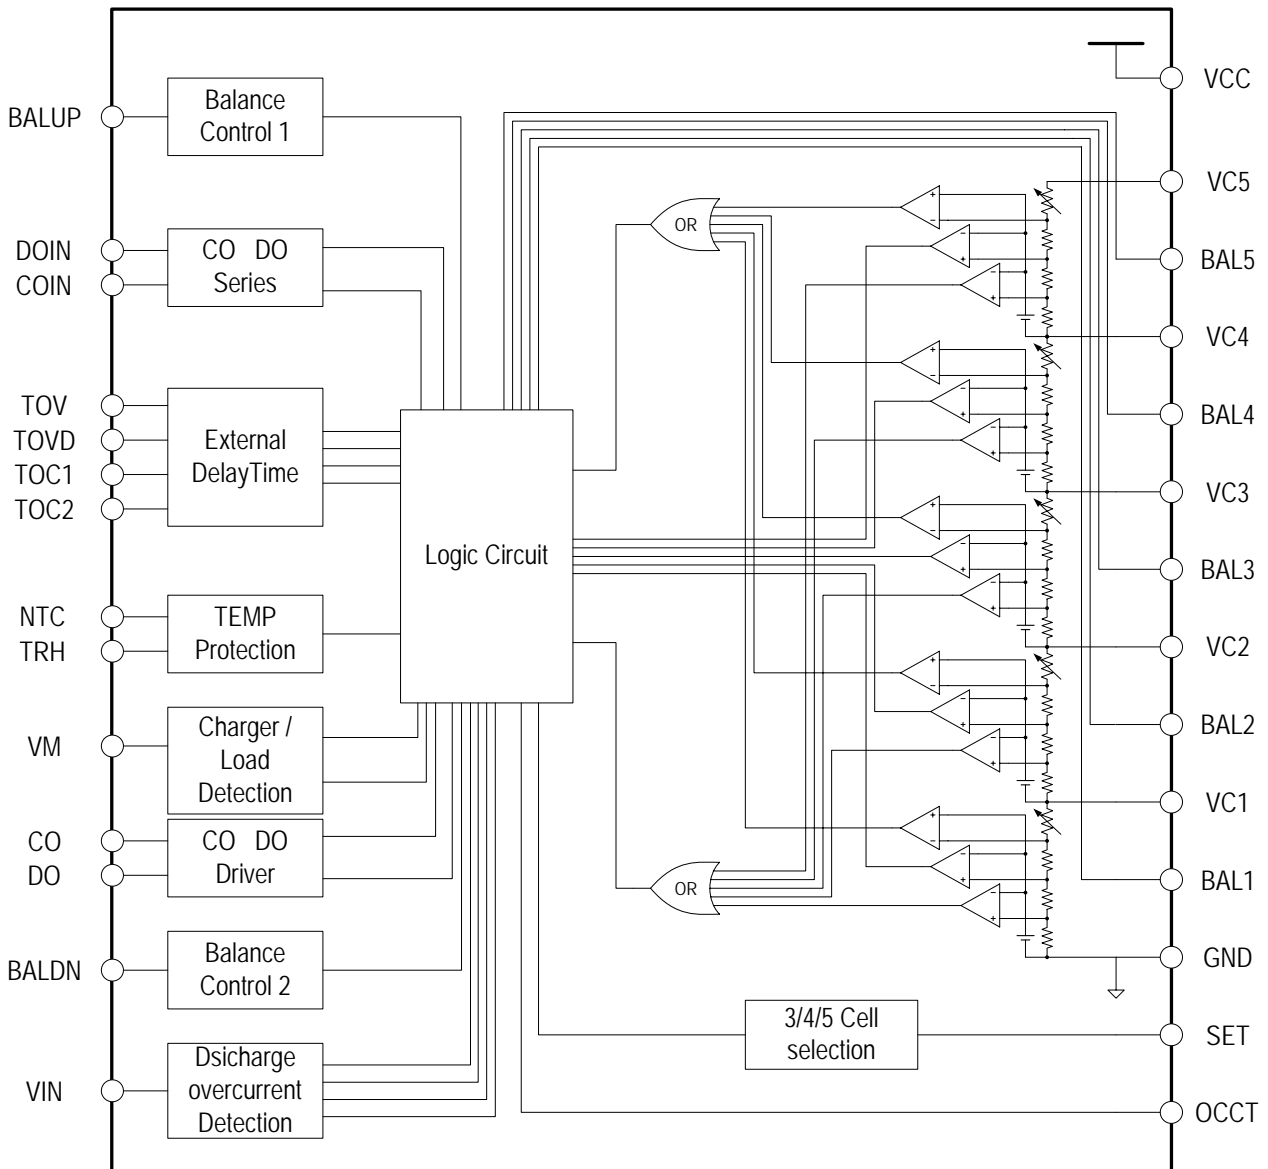 VCC
BALUP
Balance
Control 1
VC5
DOIN
COIN
CO DO
Series
OR
BAL5
VC4
TOV
TOVD
TOC1
TOC2
External
DelayTime
BAL4
VC3
Logic Circuit
BAL3
NTC
TRH
TEMP
Protection
VC2
VM
Charger /
Load
Detection
BAL2
VC1
CO
DO
CO DO
Driver
OR
BAL1
BALDN
Balance
Control 2
GND
3/4/5 Cell
selection
SET
VIN
Dsicharge
overcurrent
Detection
OCCT
+
−
−
+
−
+
+
−
−
+
−
+
+
−
−
+
−
+
+
−
−
+
−
+
+
−
−
+
−
+